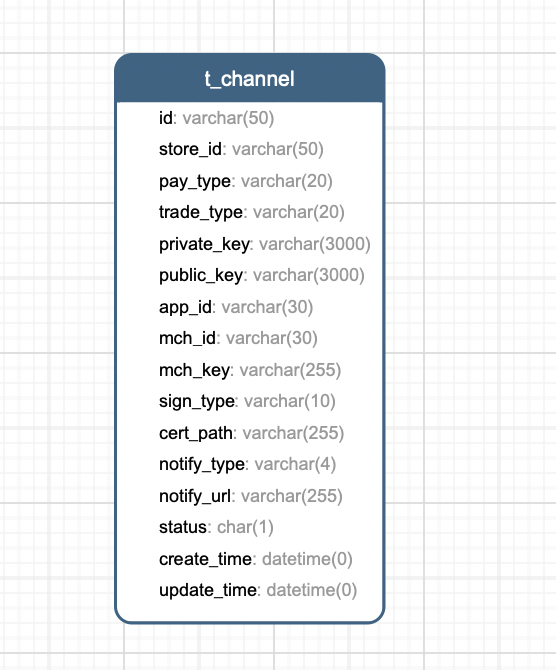 t_channel
id: varchar(50)
store_id: varchar(50)
pay_type: varchar(20)
trade_type: varchar(20)
private_key: varchar(3000)
public_key: varchar(3000)
app_id: varchar(30)
mch_id: varchar(30)
mch_key: varchar(255)
sign_type: varchar(10)
cert_path: varchar(255)
notify_type: varchar(4)
notify_url: varchar(255)
status: char(1)
create_time: datetime(0)
update_time: datetime(0)